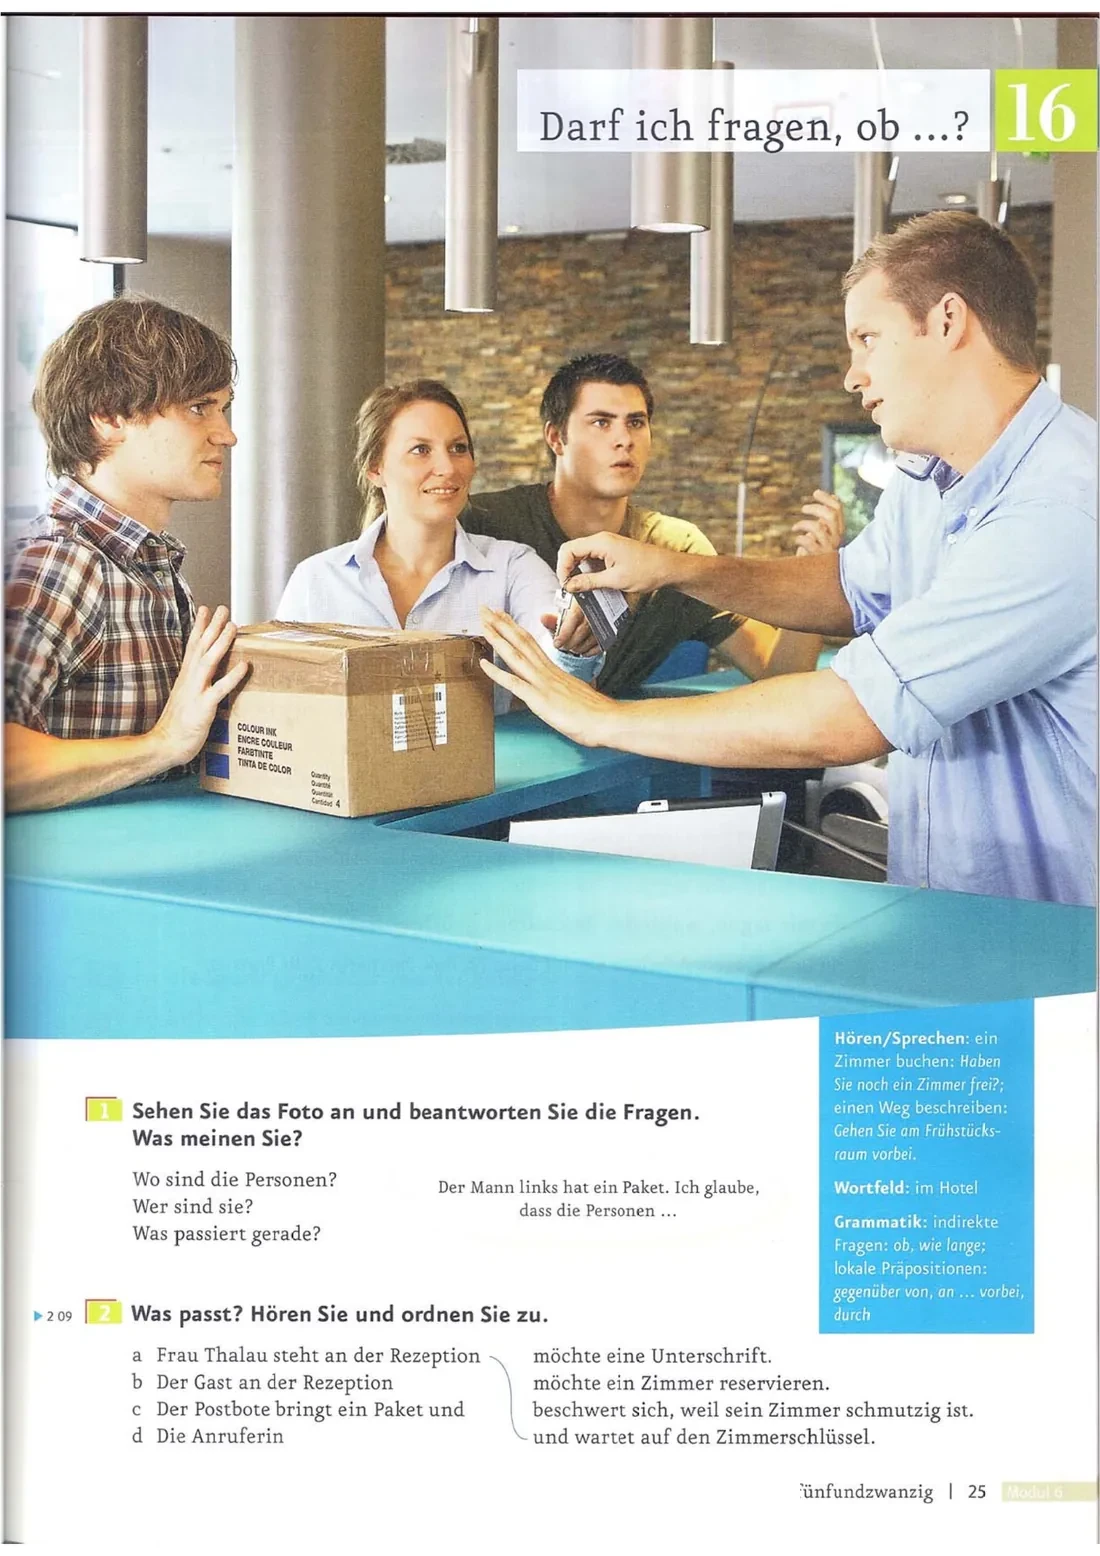 Darf ich fragen, ob ...?
16
COLOUR INK
ENCRE COULEUR
FARBTINTE
TINTA DE COLOR
Quantity
Quantité
Quantität
Cantidad 4
Hören/Sprechen: ein
Zimmer buchen: Haben
Sie noch ein Zimmer frei?;
einen Weg beschreiben:
Gehen Sie am Frühstücks-
raum vorbei.
Wortfeld: im Hotel
Grammatik: indirekte
Fragen: ob, wie lange;
lokale Präpositionen:
gegenüber von, an ... vorbei,
durch
1 Sehen Sie das Foto an und beantworten Sie die Fragen.
Was meinen Sie?
Wo sind die Personen?
Wer sind sie?
Was passiert gerade?
Der Mann links hat ein Paket. Ich glaube,
dass die Personen ...
2 09 2 Was passt? Hören Sie und ordnen Sie zu.
a Frau Thalau steht an der Rezeption möchte eine Unterschrift.
b Der Gast an der Rezeption möchte ein Zimmer reservieren.
c Der Postbote bringt ein Paket und beschwert sich, weil sein Zimmer schmutzig ist.
d Die Anruferin und wartet auf den Zimmerschlüssel.
ünfundzwanzig | 25 Modul 6